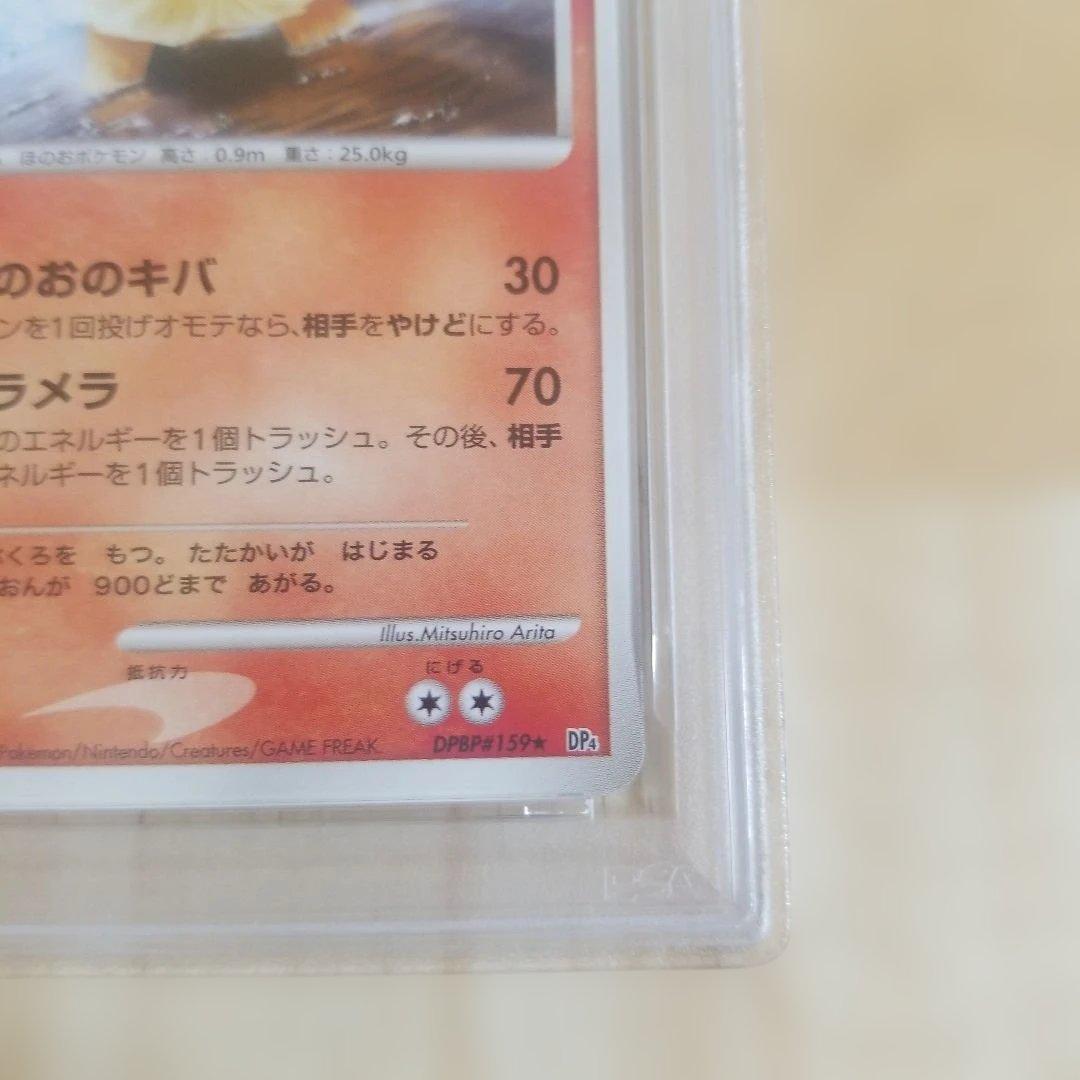 ほのおポケモン 高さ:0.9m 重さ:25.0kg
のおのキバ 30
ンを1回投げオモテなら、相手をやけどにする。
ラメラ 70
のエネルギーを1個トラッシュ。その後、相手
ネルギーを1個トラッシュ。
くろを もつ。 たたかいが はじまる
おんが 900どまで あがる。
Illus.Mitsuhiro Arita
抵抗力 にげる
Pokémon/Nintendo/Creatures/GAME FREAK. DPBP#159★ DP4
PSA